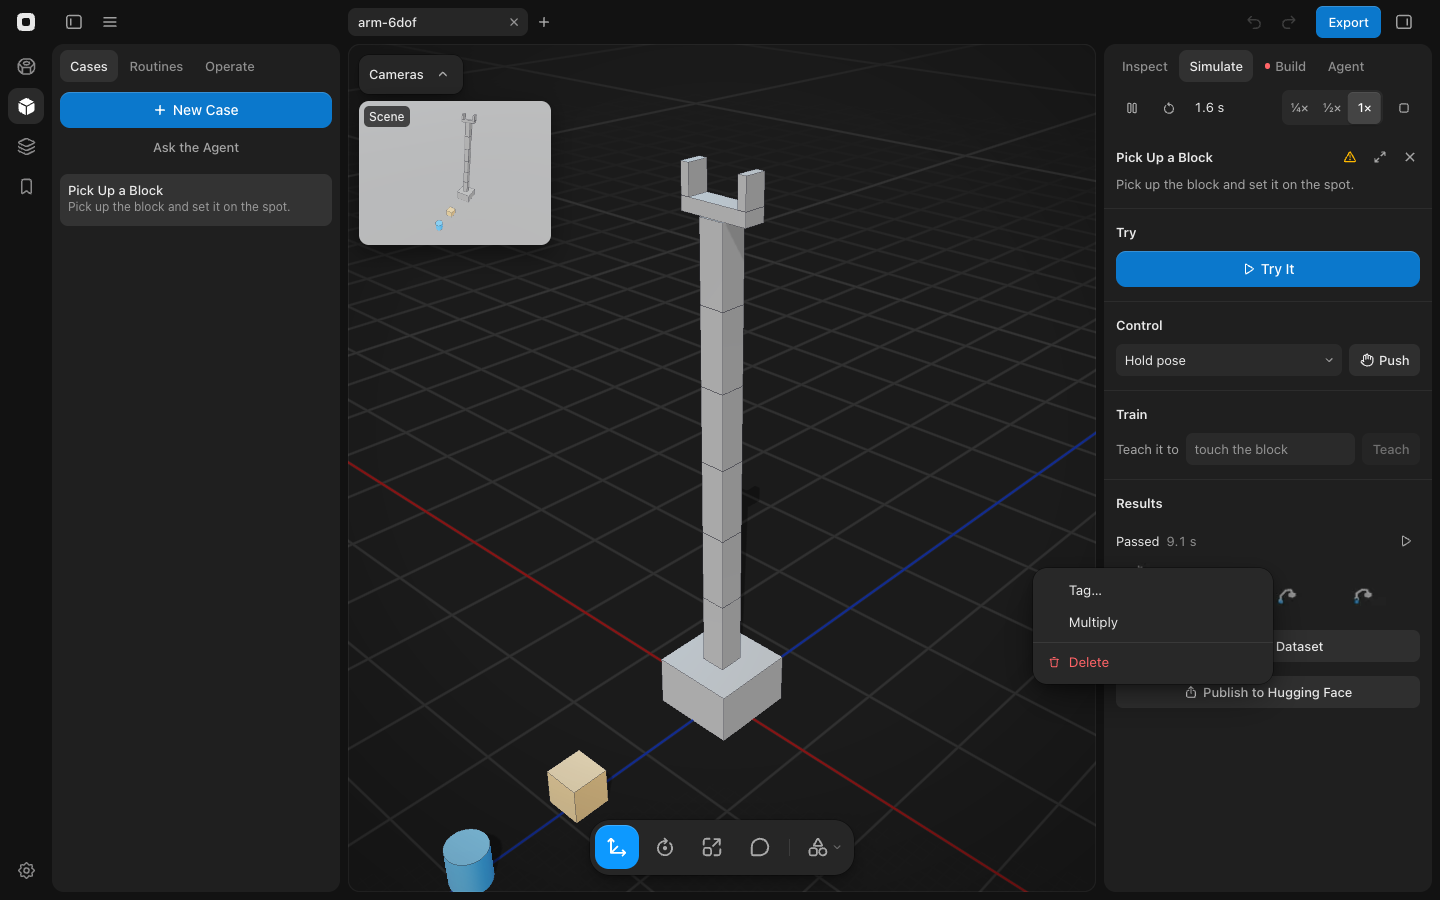 arm-6dof
Export
Cases
Routines
Operate
New Case
Ask the Agent
Pick Up a Block
Pick up the block and set it on the spot.
Cameras
Scene
Inspect
Simulate
Build
Agent
1.6 s
¼×
½×
1×
Pick Up a Block
Pick up the block and set it on the spot.
Try
Try It
Control
Hold pose
Push
Train
Teach it to
touch the block
Teach
Results
Passed 9.1 s
Tag...
Multiply
Delete
Dataset
Publish to Hugging Face